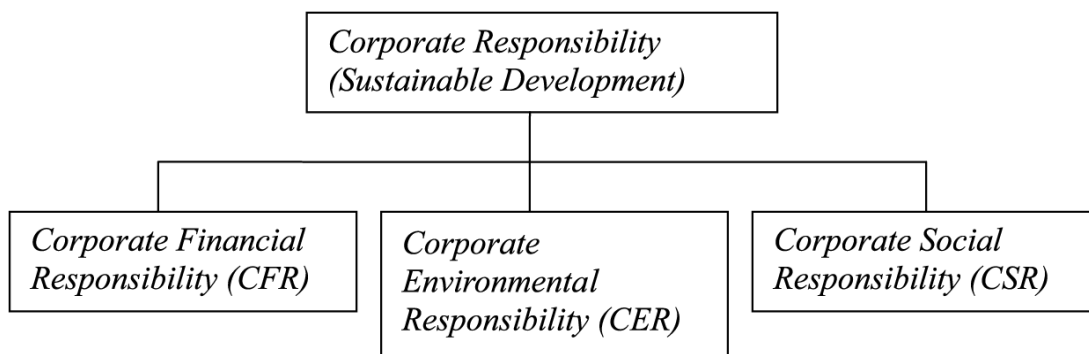 Corporate Responsibility
(Sustainable Development)
Corporate Financial
Responsibility (CFR)
Corporate
Environmental
Responsibility (CER)
Corporate Social
Responsibility (CSR)